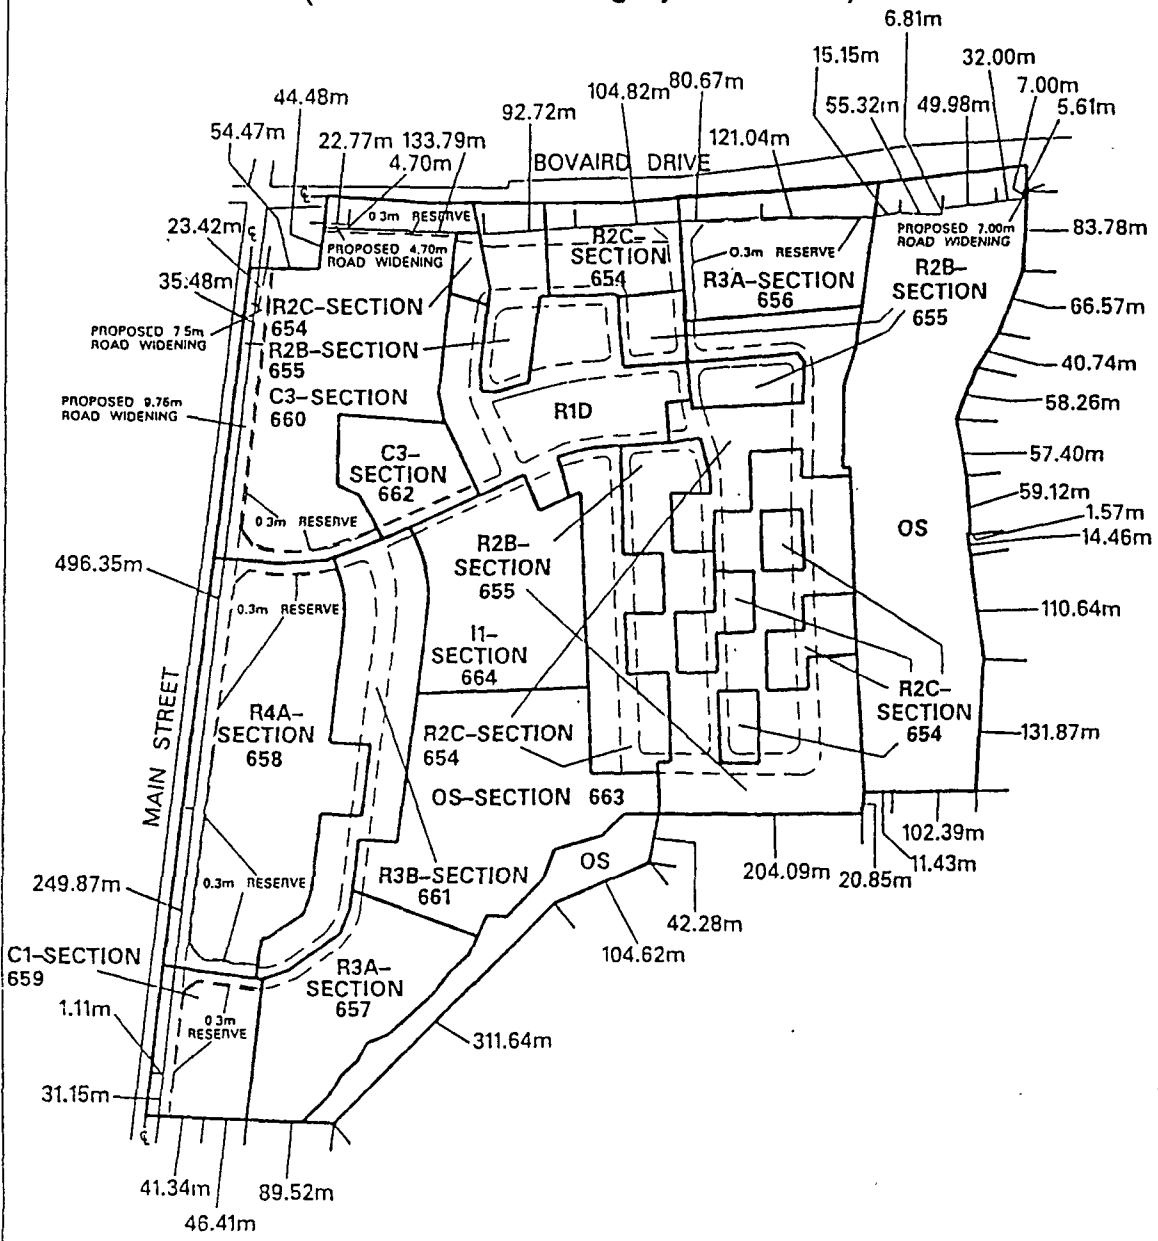 6.81m
15.15m
32.00m
7.00m
44.48m
104.82m
80.67m
92.72m
55.32m
49.98m
5.61m
54.47m
22.77m
133.79m
4.70m
121.04m
BOVAIRD DRIVE
0.3m RESERVE
23.42m
PROPOSED 4.70m
ROAD WIDENING
R2C-
SECTION
654
0.3m RESERVE
R3A-SECTION
656
PROPOSED 7.00m
ROAD WIDENING
83.78m
R2B-
SECTION
655
35.48m
R2C-SECTION
654
66.57m
PROPOSED 7.5m
ROAD WIDENING
R2B-SECTION
655
40.74m
PROPOSED 9.76m
ROAD WIDENING
C3-SECTION
660
R1D
58.26m
C3-
SECTION
662
57.40m
59.12m
1.57m
14.46m
0.3m RESERVE
OS
496.35m
R2B-
SECTION
655
0.3m RESERVE
110.64m
I1-
SECTION
664
MAIN STREET
R4A-
SECTION
658
R2C-SECTION
654
R2C-
SECTION
654
131.87m
OS-SECTION 663
102.39m
11.43m
OS
204.09m
20.85m
249.87m
0.3m RESERVE
R3B-SECTION
661
42.28m
104.62m
C1-SECTION
659
R3A-
SECTION
657
1.11m
0.3m
RESERVE
311.64m
31.15m
41.34m
89.52m
46.41m